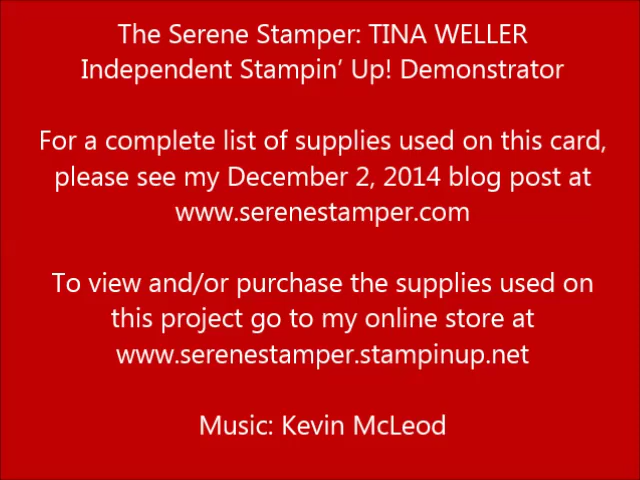 The Serene Stamper: TINA WELLER
Independent Stampin’ Up! Demonstrator
For a complete list of supplies used on this card,
please see my December 2, 2014 blog post at
www.serenestamper.com
To view and/or purchase the supplies used on
this project go to my online store at
www.serenestamper.stampinup.net
Music: Kevin McLeod